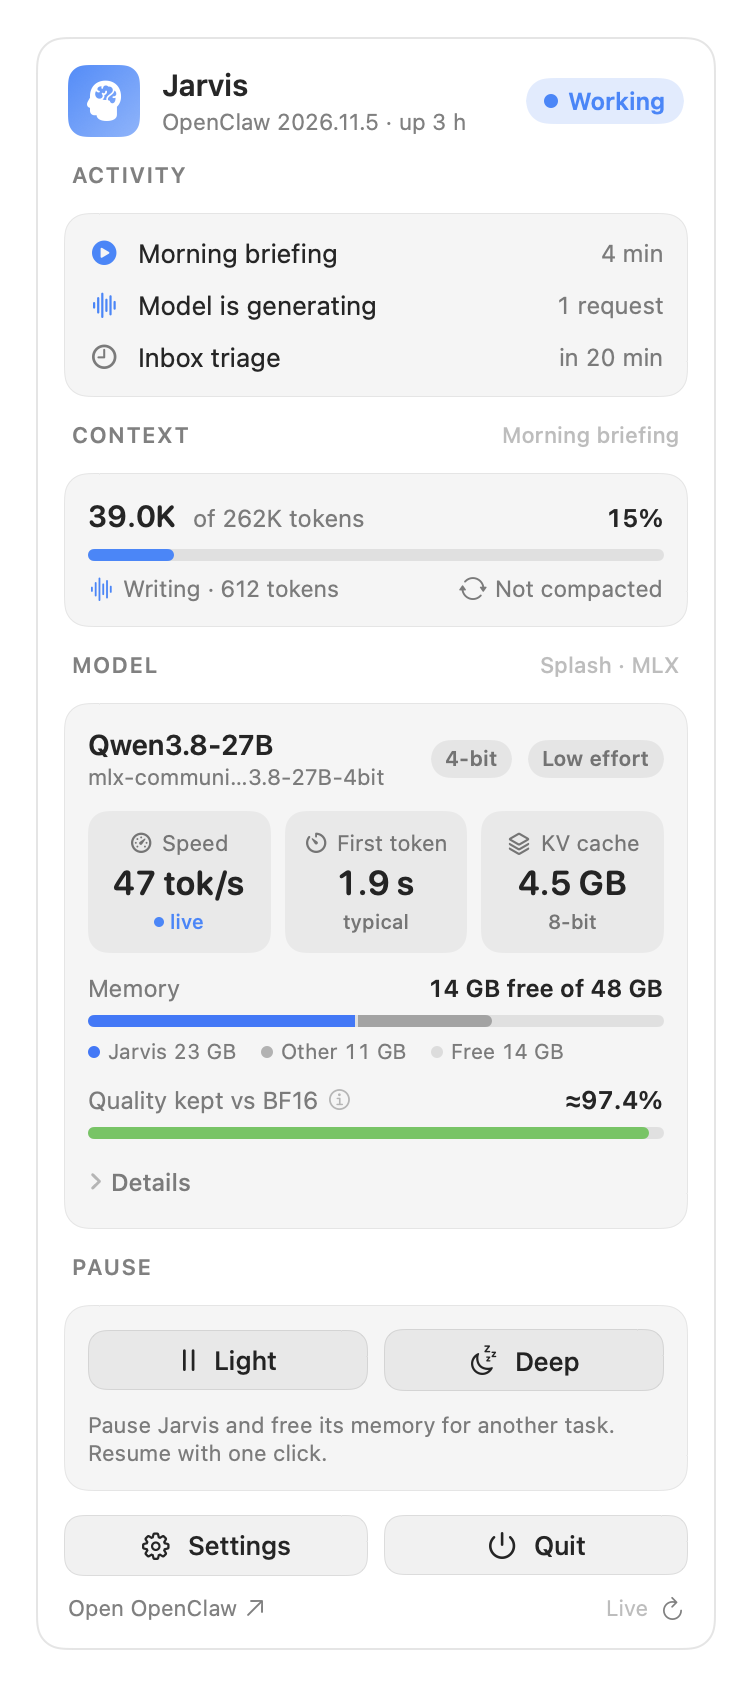 Jarvis
OpenClaw 2026.11.5 · up 3 h
Working
ACTIVITY
Morning briefing 4 min
Model is generating 1 request
Inbox triage in 20 min
CONTEXT Morning briefing
39.0K of 262K tokens 15%
Writing · 612 tokens Not compacted
MODEL Splash · MLX
Qwen3.8-27B
mlx-communi...3.8-27B-4bit
4-bit Low effort
Speed First token KV cache
47 tok/s 1.9 s 4.5 GB
live typical 8-bit
Memory 14 GB free of 48 GB
Jarvis 23 GB Other 11 GB Free 14 GB
Quality kept vs BF16 ≈97.4%
Details
PAUSE
Light Deep
Pause Jarvis and free its memory for another task.
Resume with one click.
Settings Quit
Open OpenClaw Live